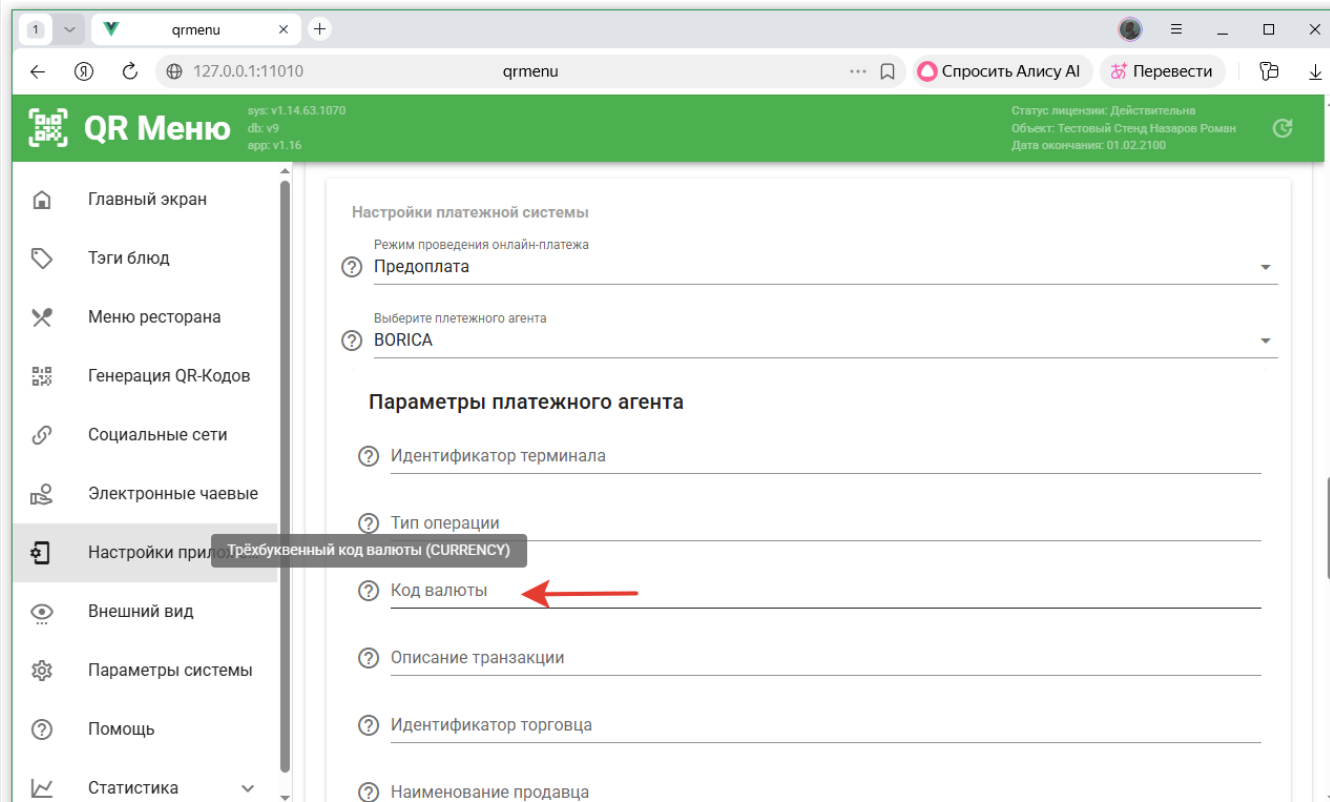 1
qrmenu
127.0.0.1:11010
qrmenu
Спросить Алису AI
Перевести
QR Меню
sys: v1.14.63.1070
db: v9
app: v1.16
Статус лицензии: Действительна
Объект: Тестовый Стенд Назаров Роман
Дата окончания: 01.02.2100
Главный экран
Тэги блюд
Меню ресторана
Генерация QR-Кодов
Социальные сети
Электронные чаевые
Настройки прил
Внешний вид
Параметры системы
Помощь
Статистика
Настройки платежной системы
Режим проведения онлайн-платежа
Предоплата
Выберите плетежного агента
BORICA
Параметры платежного агента
Идентификатор терминала
Тип операции
Трёхбуквенный код валюты (CURRENCY)
Код валюты
Описание транзакции
Идентификатор торговца
Наименование продавца